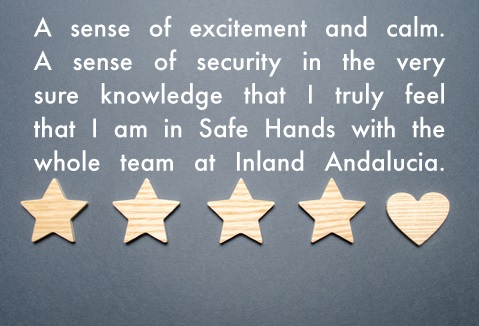 A sense of excitement and calm.
A sense of security in the very
sure knowledge that I truly feel
that I am in Safe Hands with the
whole team at Inland Andalucia.